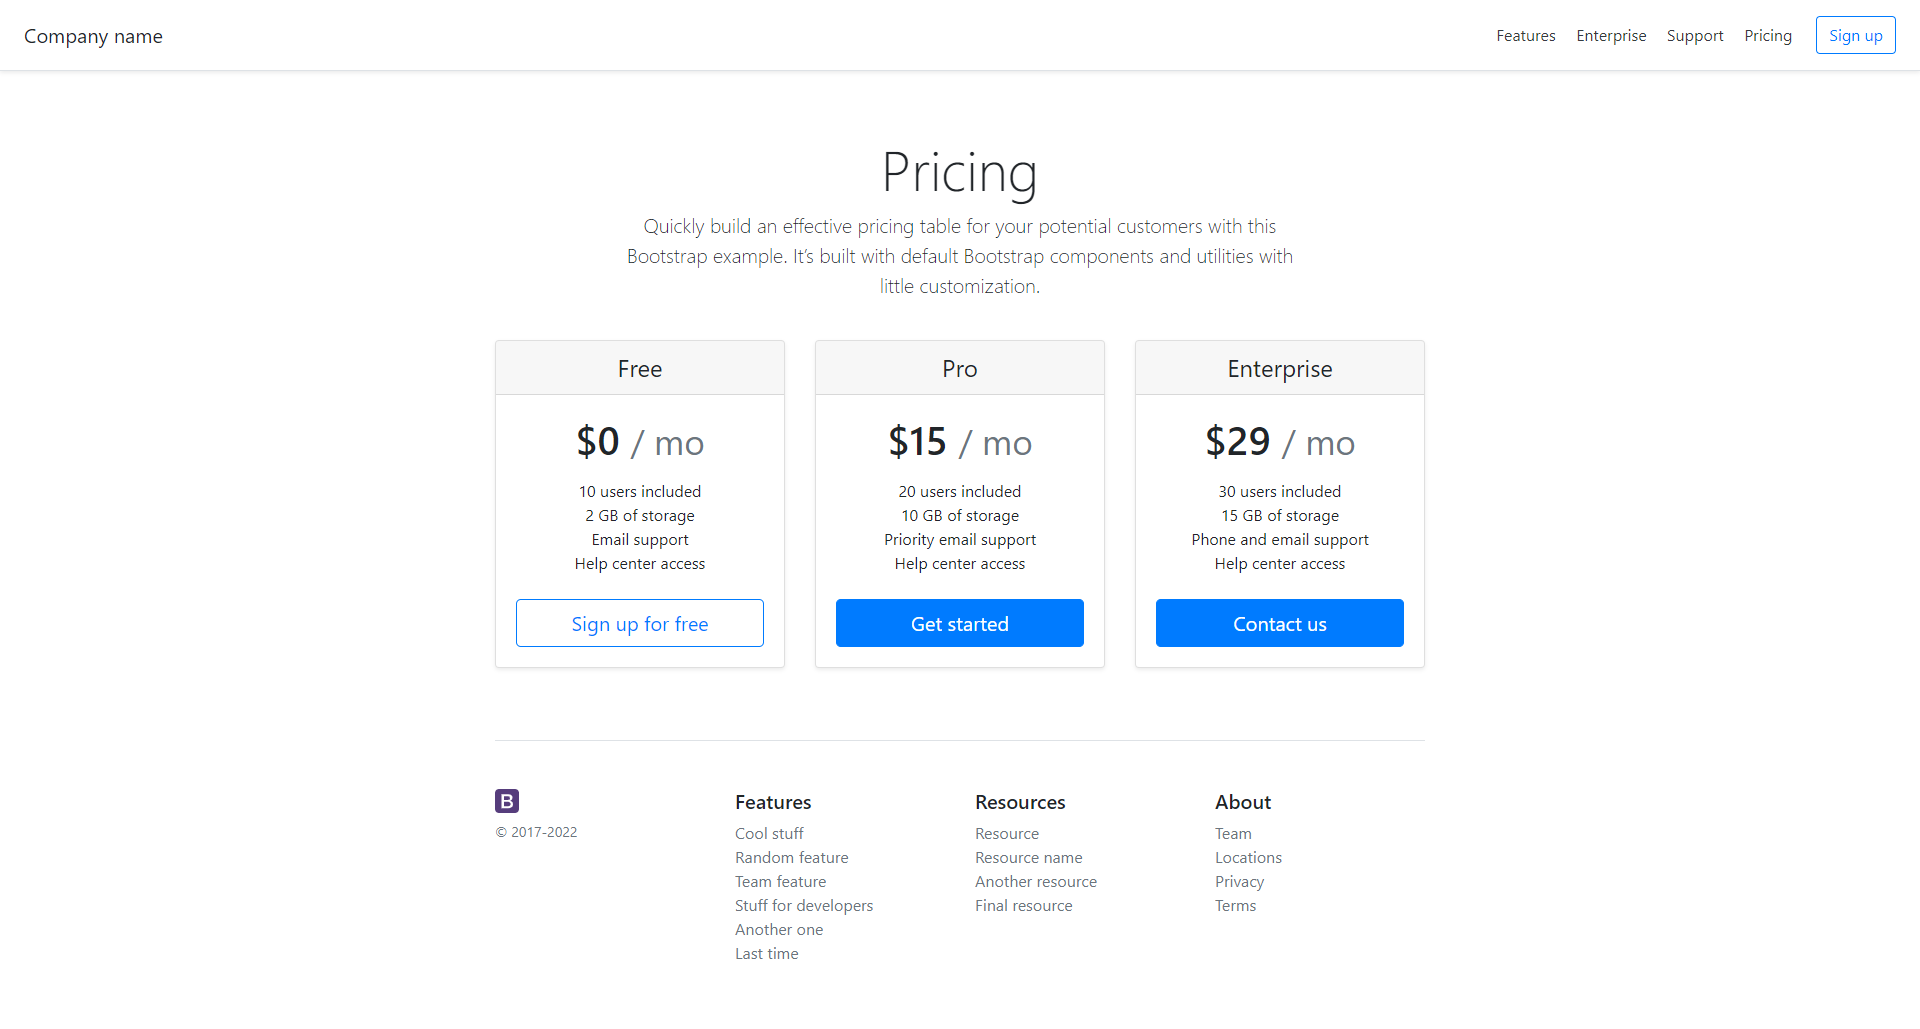 Company name
Features Enterprise Support Pricing Sign up
Pricing
Quickly build an effective pricing table for your potential customers with this
Bootstrap example. It’s built with default Bootstrap components and utilities with
little customization.
Free
$0 / mo
10 users included
2 GB of storage
Email support
Help center access
Sign up for free
Pro
$15 / mo
20 users included
10 GB of storage
Priority email support
Help center access
Get started
Enterprise
$29 / mo
30 users included
15 GB of storage
Phone and email support
Help center access
Contact us
B
© 2017-2022
Features
Cool stuff
Random feature
Team feature
Stuff for developers
Another one
Last time
Resources
Resource
Resource name
Another resource
Final resource
About
Team
Locations
Privacy
Terms